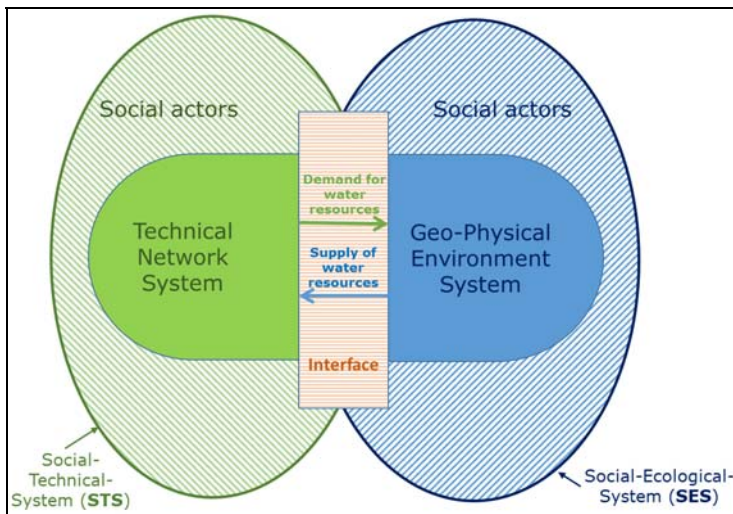 Social actors
Social actors
Demand for
water
resources
Technical
Network
System
Geo-Physical
Environment
System
Supply of
water
resources
Interface
Social-
Technical-
System (STS)
Social-Ecological-
System (SES)